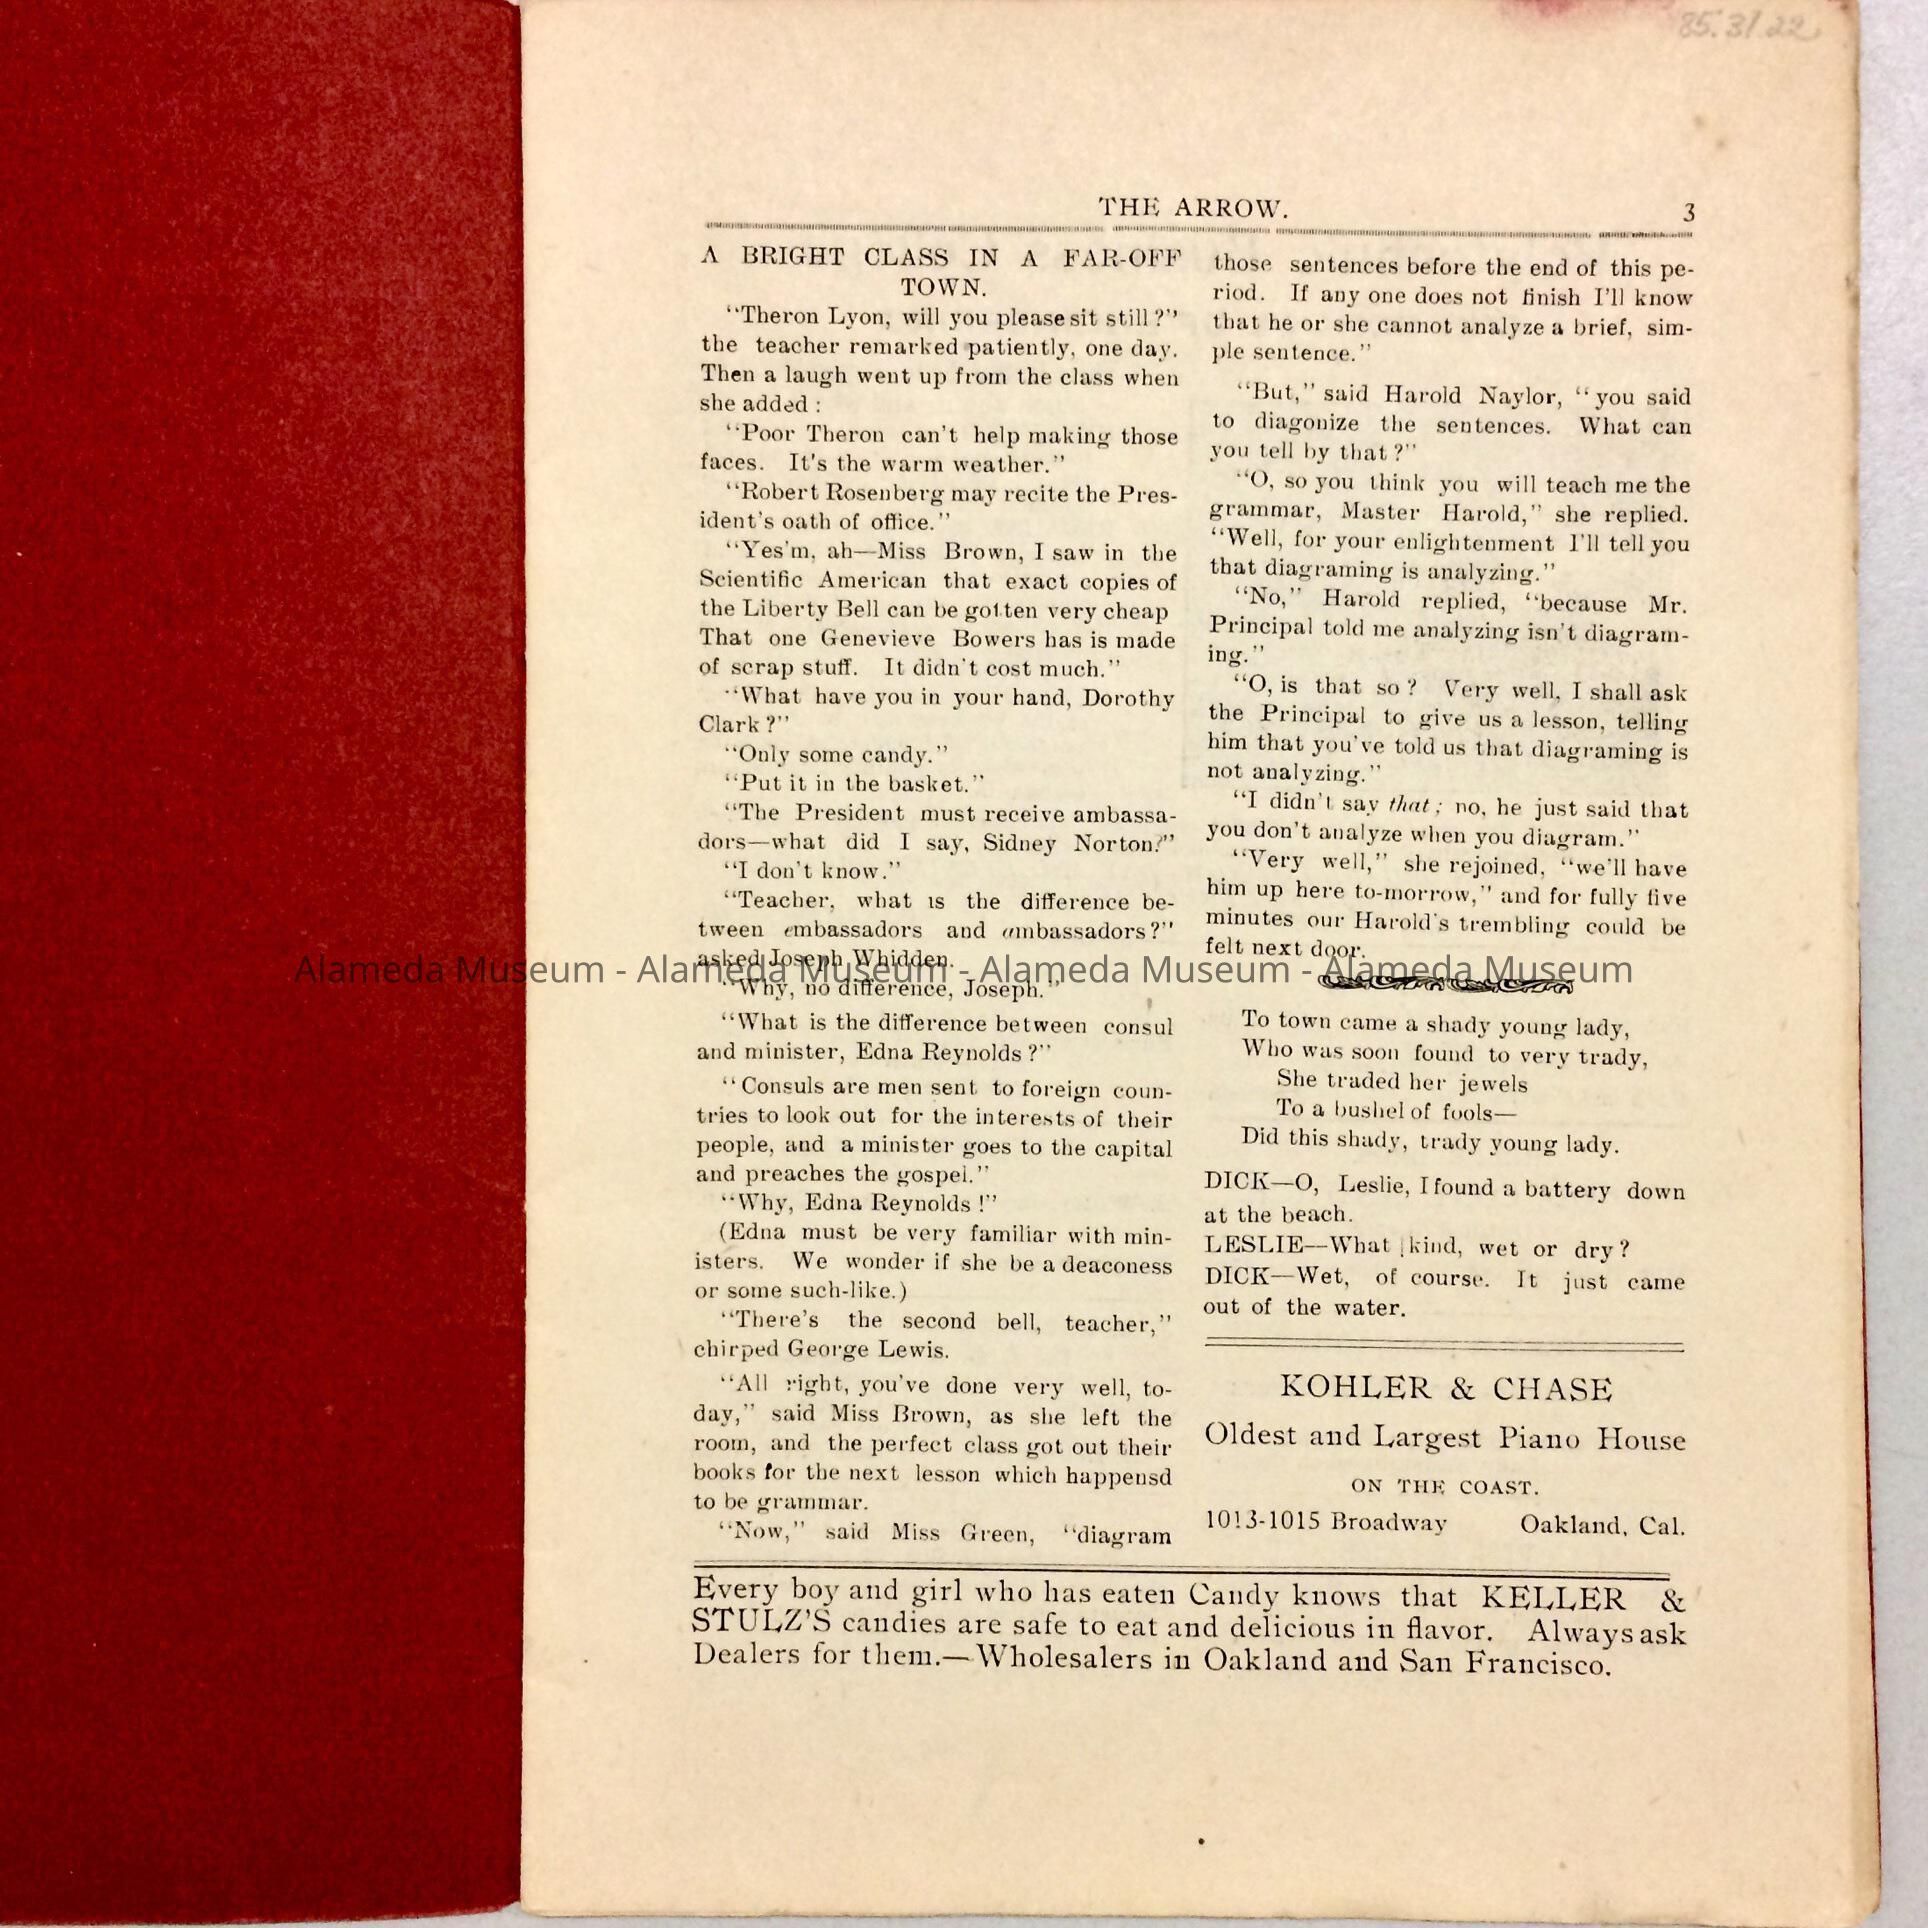 85.31.22
THE ARROW.
3
A BRIGHT CLASS IN A FAR-OFF
TOWN.
“Theron Lyon, will you please sit still?”
the teacher remarked patiently, one day.
Then a laugh went up from the class when
she added :
“Poor Theron can't help making those
faces. It's the warm weather.”
“Robert Rosenberg may recite the Pres-
ident's oath of office.”
“Yes'm, ah—Miss Brown, I saw in the
Scientific American that exact copies of
the Liberty Bell can be gotten very cheap
That one Genevieve Bowers has is made
of scrap stuff. It didn't cost much.”
“What have you in your hand, Dorothy
Clark?”
“Only some candy.”
“Put it in the basket.”
“The President must receive ambassa-
dors—what did I say, Sidney Norton?”
“I don't know.”
“Teacher, what is the difference be-
tween embassadors and ambassadors?”
asked Joseph Whidden.
“Why, no difference, Joseph.”
“What is the difference between consul
and minister, Edna Reynolds?”
“Consuls are men sent to foreign coun-
tries to look out for the interests of their
people, and a minister goes to the capital
and preaches the gospel.”
“Why, Edna Reynolds!”
(Edna must be very familiar with min-
isters. We wonder if she be a deaconess
or some such-like.)
“There's the second bell, teacher,”
chirped George Lewis.
“All right, you've done very well, to-
day,” said Miss Brown, as she left the
room, and the perfect class got out their
books for the next lesson which happensd
to be grammar.
“Now,” said Miss Green, “diagram
those sentences before the end of this pe-
riod. If any one does not finish I'll know
that he or she cannot analyze a brief, sim-
ple sentence.”
“But,” said Harold Naylor, “you said
to diagonize the sentences. What can
you tell by that?”
“O, so you think you will teach me the
grammar, Master Harold,” she replied.
“Well, for your enlightenment I'll tell you
that diagraming is analyzing.”
“No,” Harold replied, “because Mr.
Principal told me analyzing isn't diagram-
ing.”
“O, is that so? Very well, I shall ask
the Principal to give us a lesson, telling
him that you've told us that diagraming is
not analyzing.”
“I didn't say that; no, he just said that
you don't analyze when you diagram.”
“Very well,” she rejoined, “we'll have
him up here to-morrow,” and for fully five
minutes our Harold's trembling could be
felt next door.
Alameda Museum - Alameda Museum - Alameda Museum - Alameda Museum
To town came a shady young lady,
Who was soon found to very trady,
She traded her jewels
To a bushel of fools—
Did this shady, trady young lady.
DICK—O, Leslie, I found a battery down
at the beach.
LESLIE—What kind, wet or dry?
DICK—Wet, of course. It just came
out of the water.
KOHLER & CHASE
Oldest and Largest Piano House
ON THE COAST.
1013-1015 Broadway Oakland, Cal.
Every boy and girl who has eaten Candy knows that KELLER &
STULZ'S candies are safe to eat and delicious in flavor. Always ask
Dealers for them.—Wholesalers in Oakland and San Francisco.